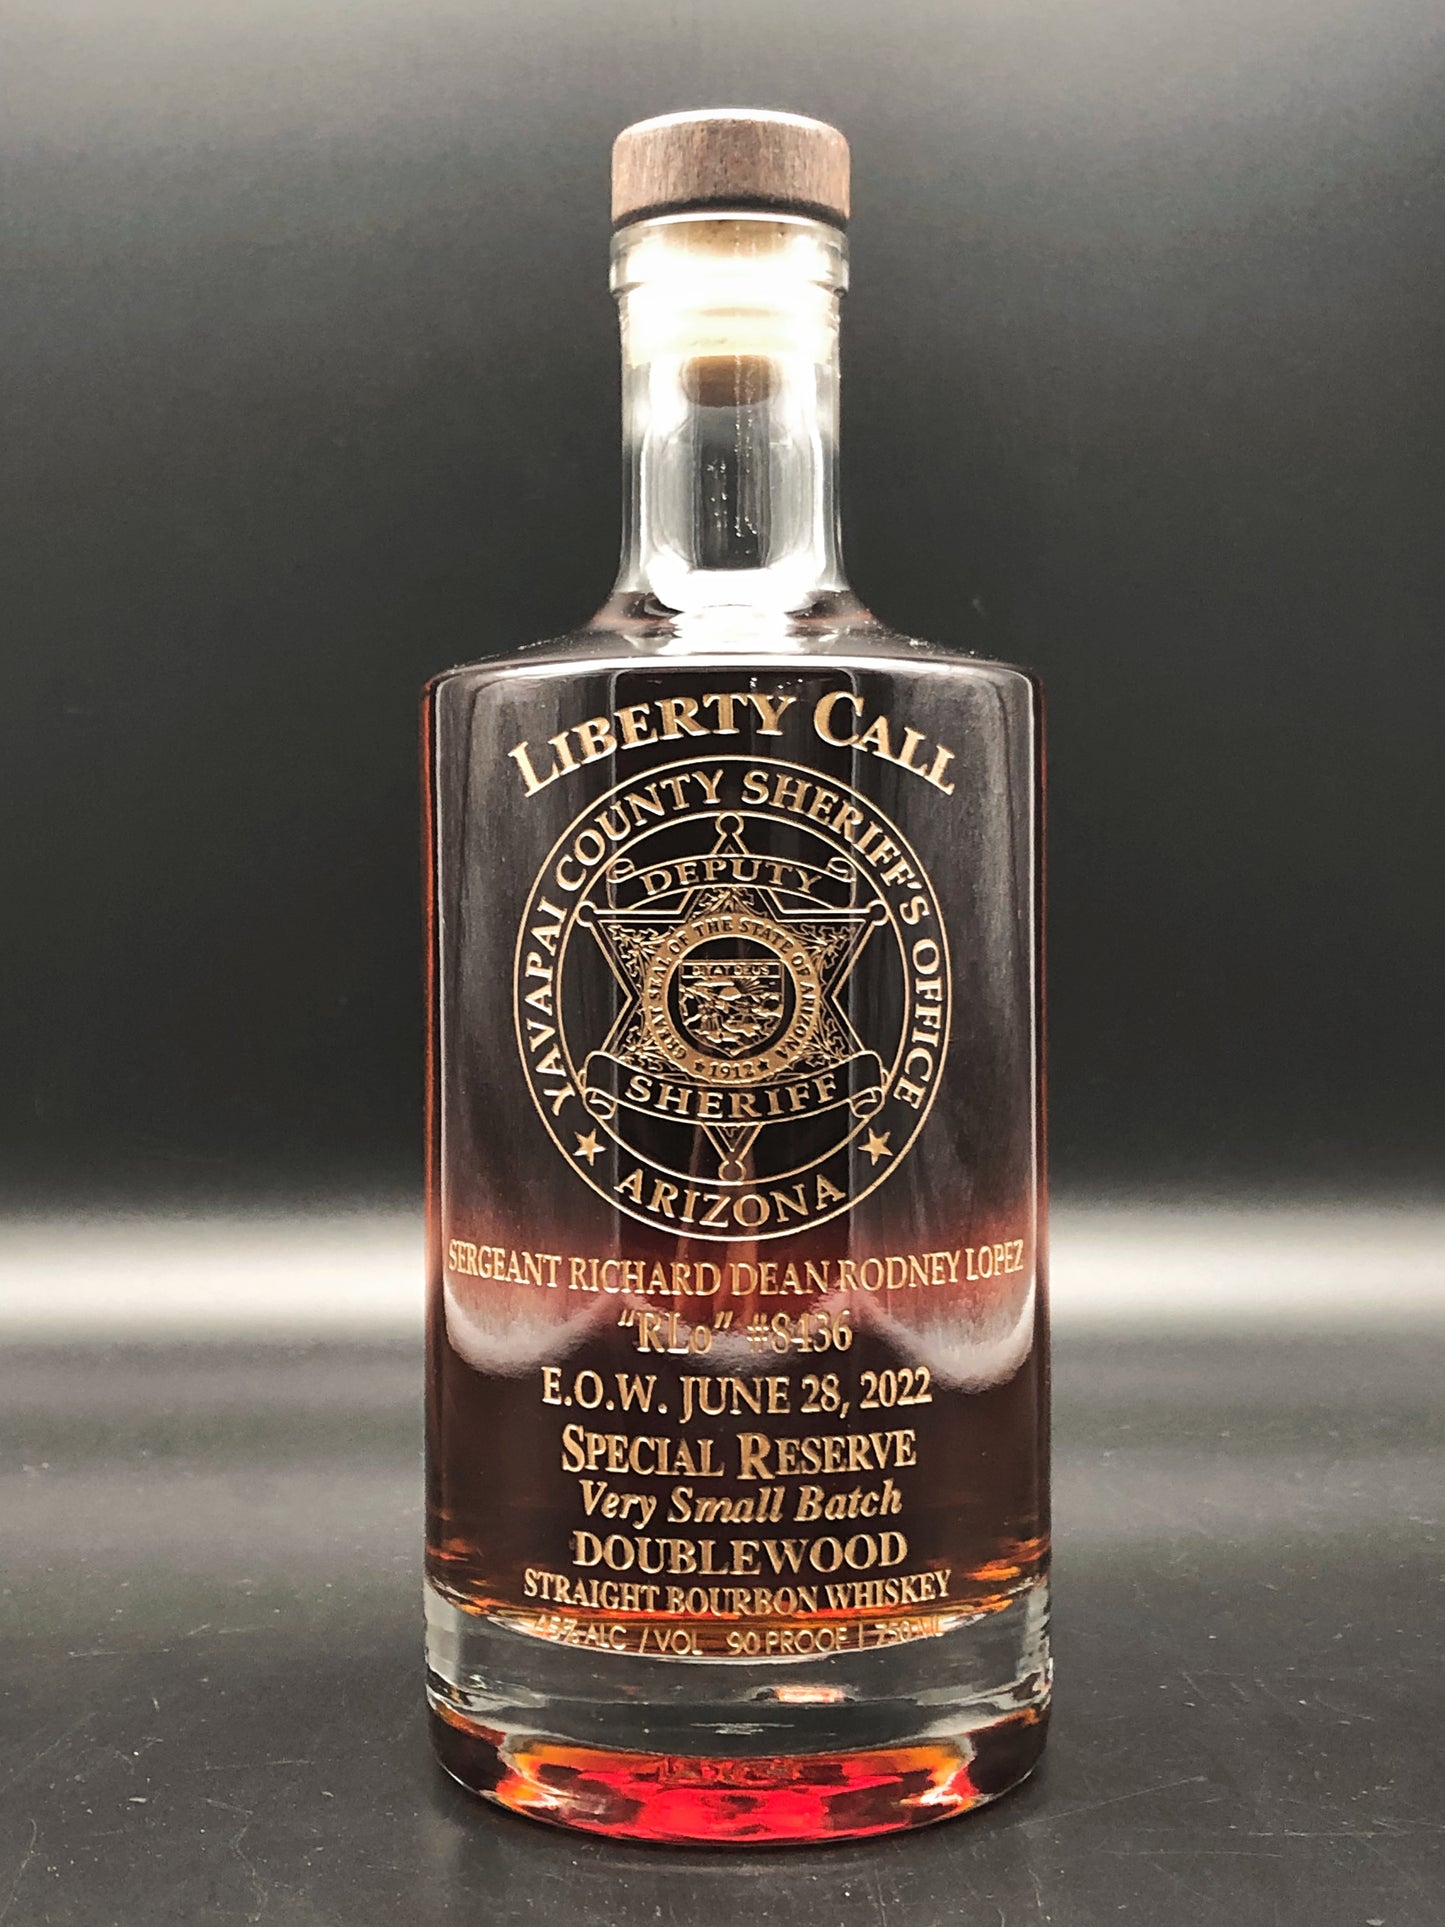 LIBERTY CALL
YAVAPAI COUNTY SHERIFF'S OFFICE
DEPUTY
GREAT SEAL OF THE STATE OF ARIZONA
DITAT DEUS
★1912★
SHERIFF
ARIZONA
SERGEANT RICHARD DEAN RODNEY LOPEZ
"RLo" #8436
E.O.W. JUNE 28, 2022
SPECIAL RESERVE
Very Small Batch
DOUBLEWOOD
STRAIGHT BOURBON WHISKEY
45% ALC / VOL 90 PROOF | 750 ML